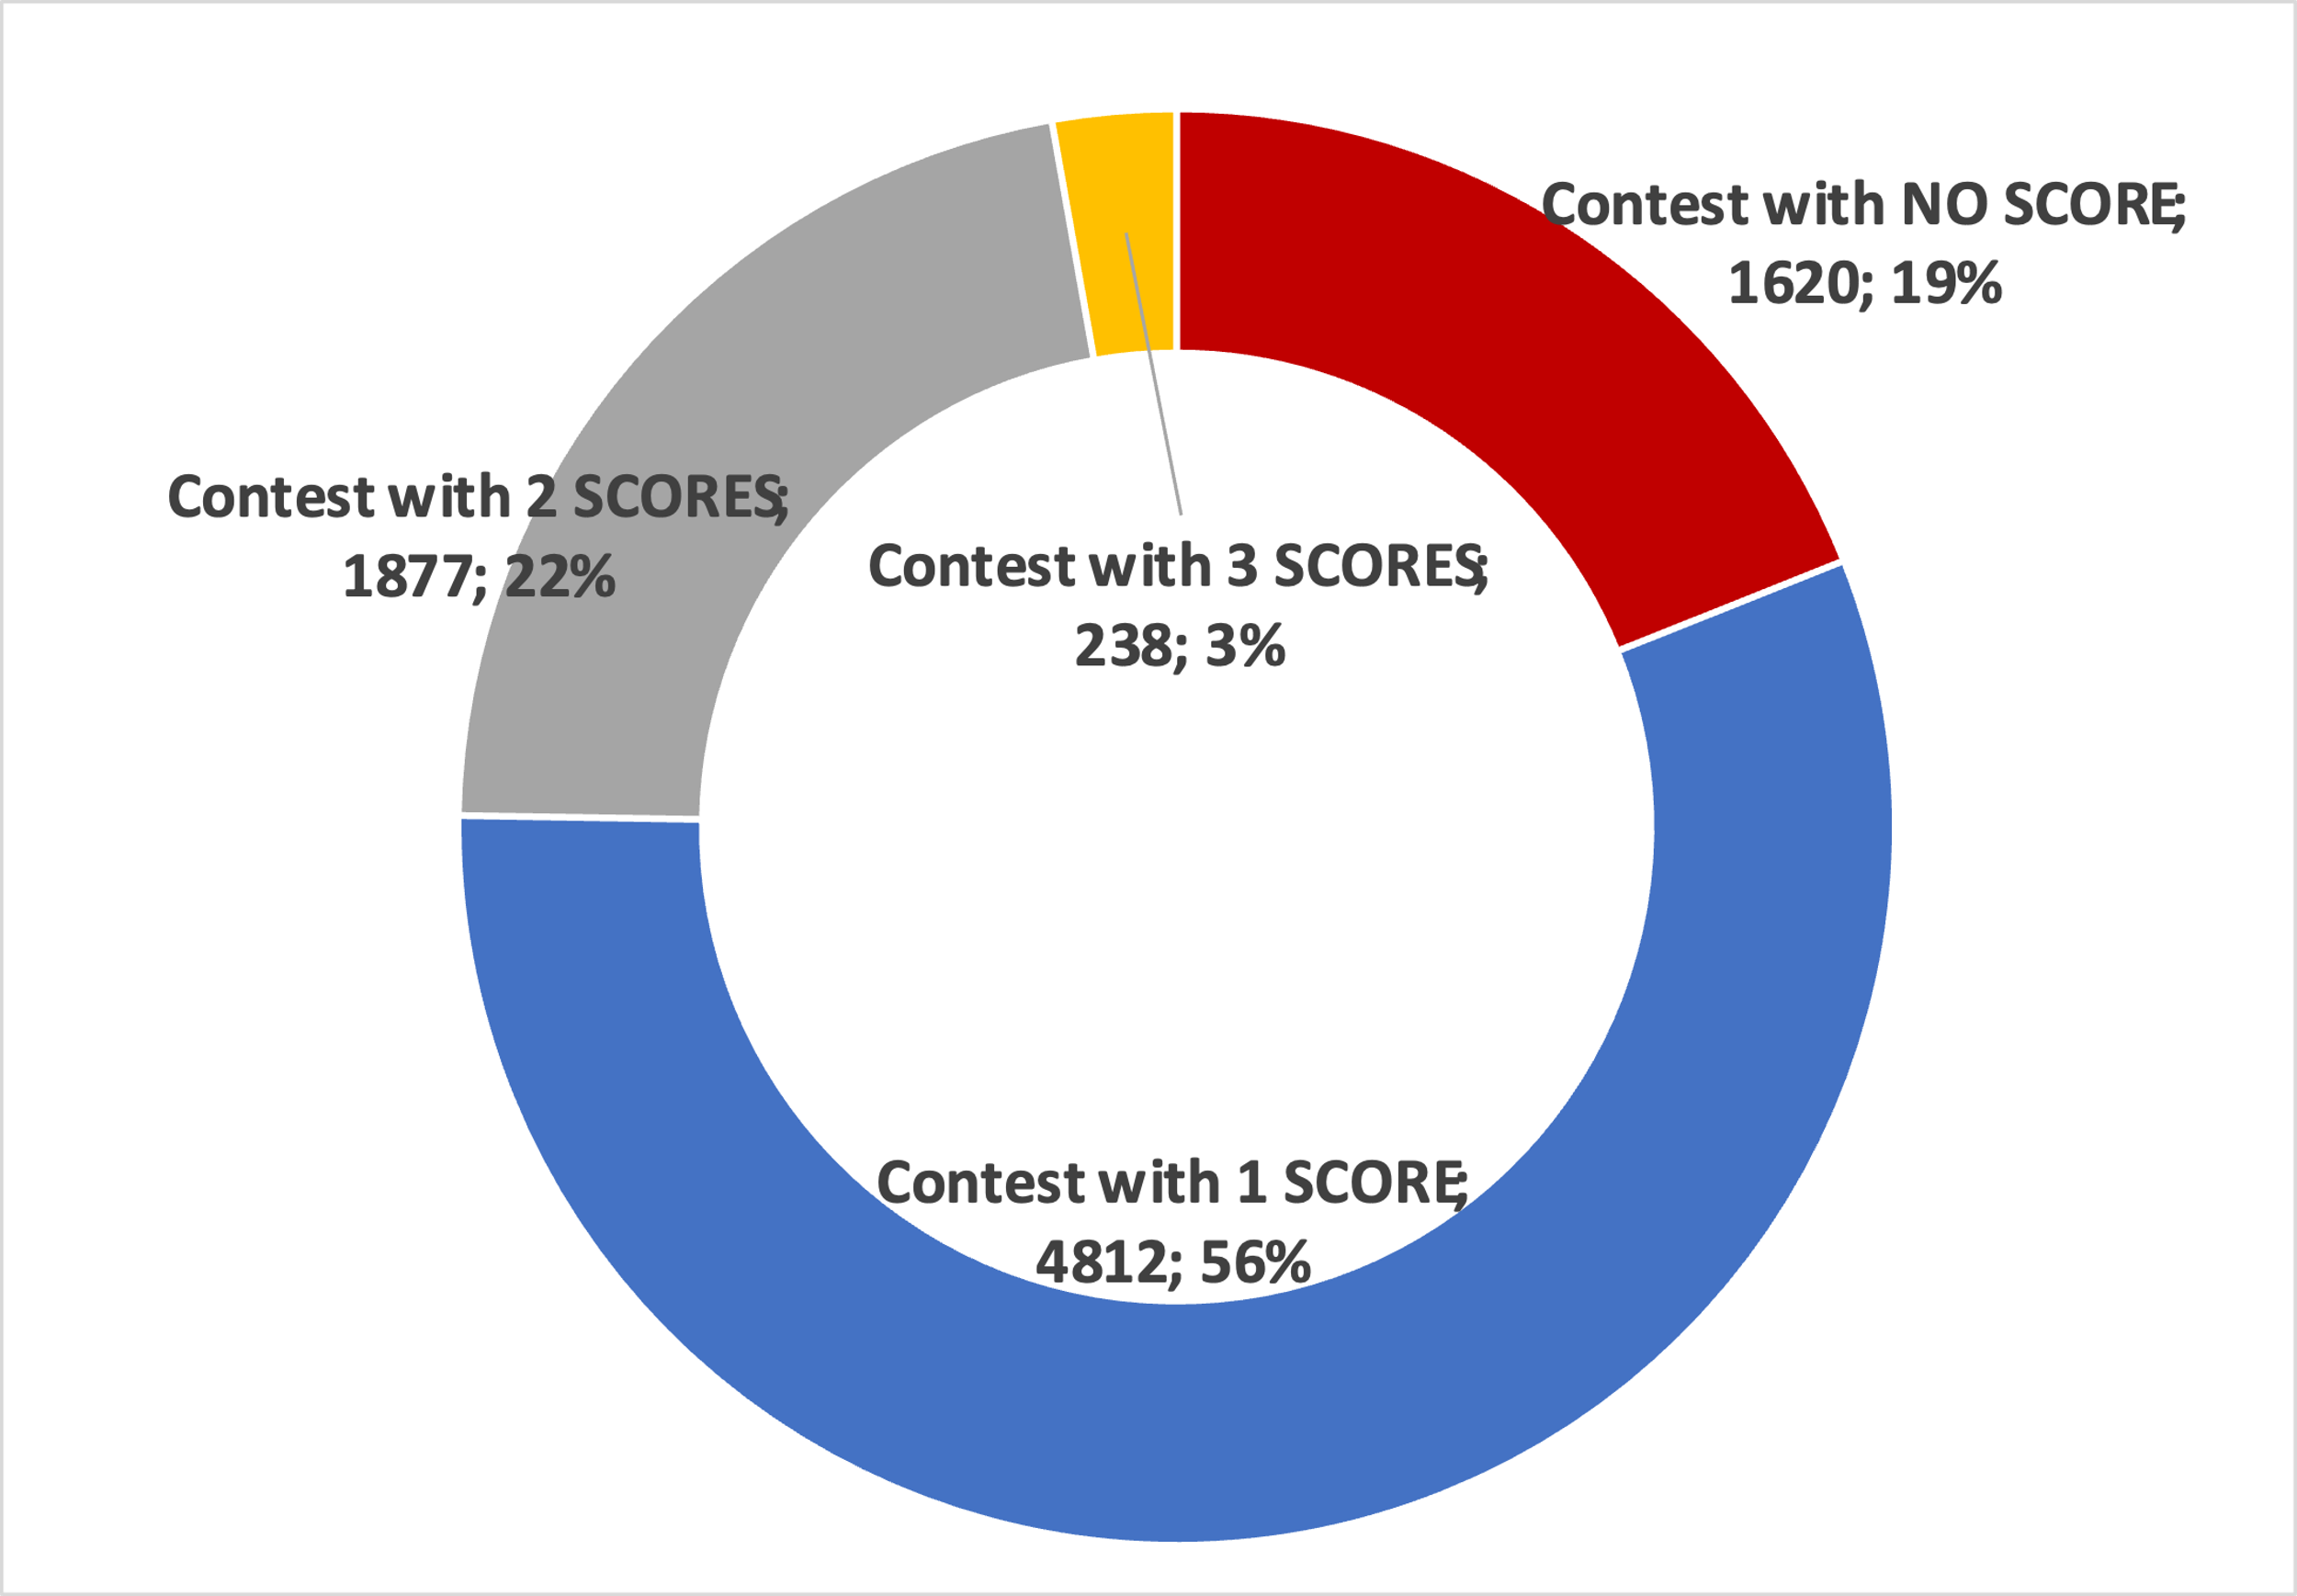 Contest with NO SCORE;
1620; 19%
Contest with 2 SCORES;
1877; 22%
Contest with 3 SCORES;
238; 3%
Contest with 1 SCORE;
4812; 56%